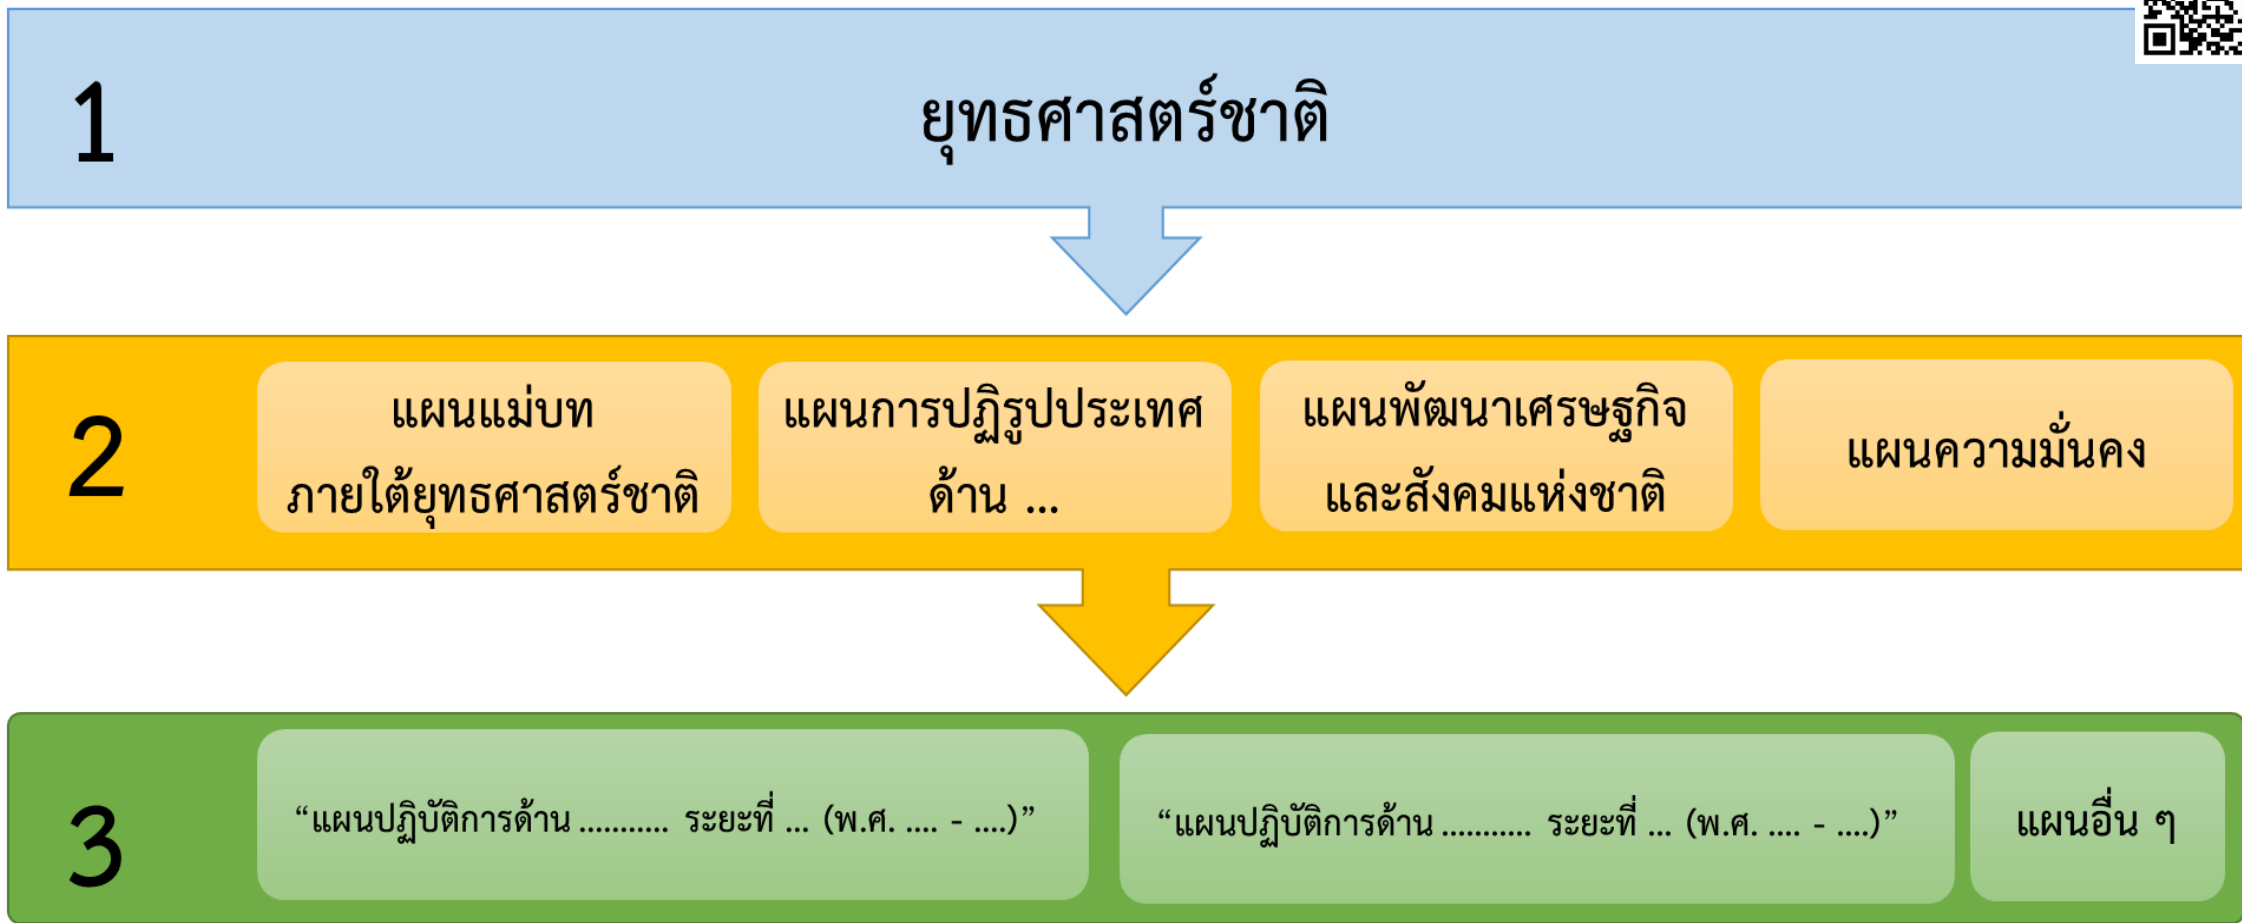 1
ยุทธศาสตร์ชาติ
2
แผนแม่บท
ภายใต้ยุทธศาสตร์ชาติ
แผนการปฏิรูปประเทศ
ด้าน ...
แผนพัฒนาเศรษฐกิจ
และสังคมแห่งชาติ
แผนความมั่นคง
3
“แผนปฏิบัติการด้าน ........... ระยะที่ ... (พ.ศ. .... - ....)”
“แผนปฏิบัติการด้าน ........... ระยะที่ ... (พ.ศ. .... - ....)”
แผนอื่น ๆ